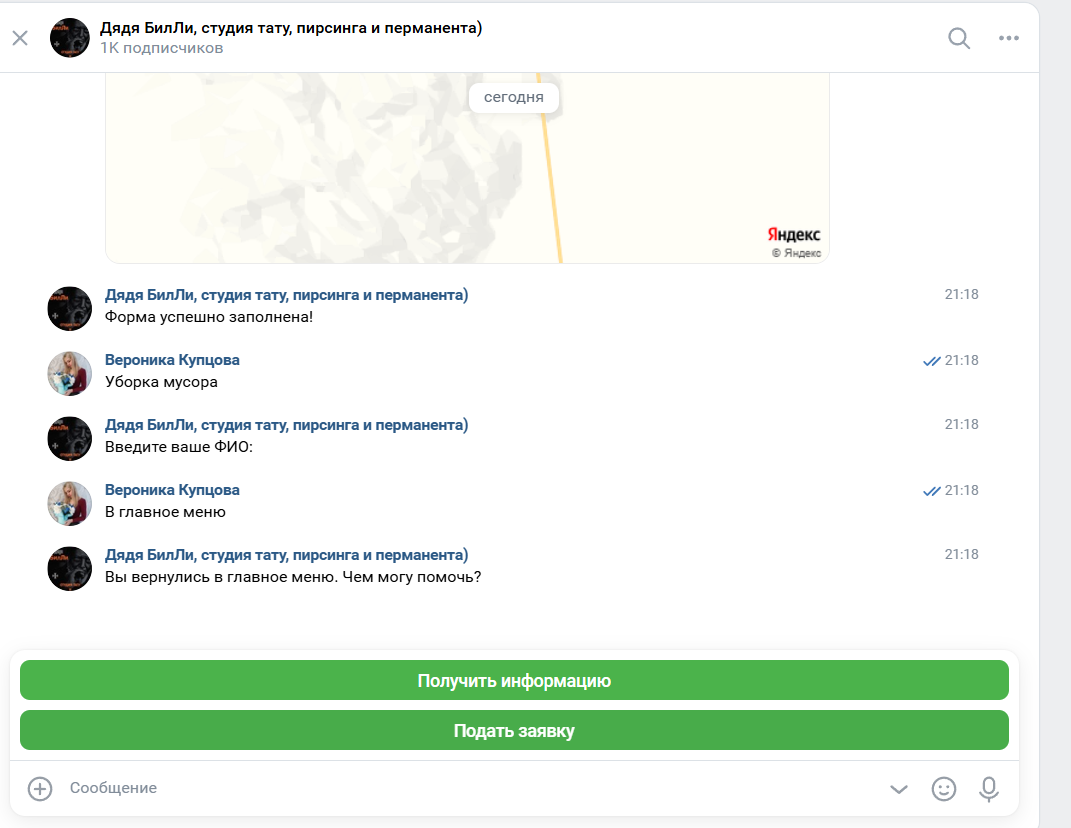 Дядя БилЛи, студия тату, пирсинга и перманента)
1K подписчиков
сегодня
Яндекс
© Яндекс
Дядя БилЛи, студия тату, пирсинга и перманента)
21:18
Форма успешно заполнена!
Вероника Купцова
21:18
Уборка мусора
Дядя БилЛи, студия тату, пирсинга и перманента)
21:18
Введите ваше ФИО:
Вероника Купцова
21:18
В главное меню
Дядя БилЛи, студия тату, пирсинга и перманента)
21:18
Вы вернулись в главное меню. Чем могу помочь?
Получить информацию
Подать заявку
Сообщение